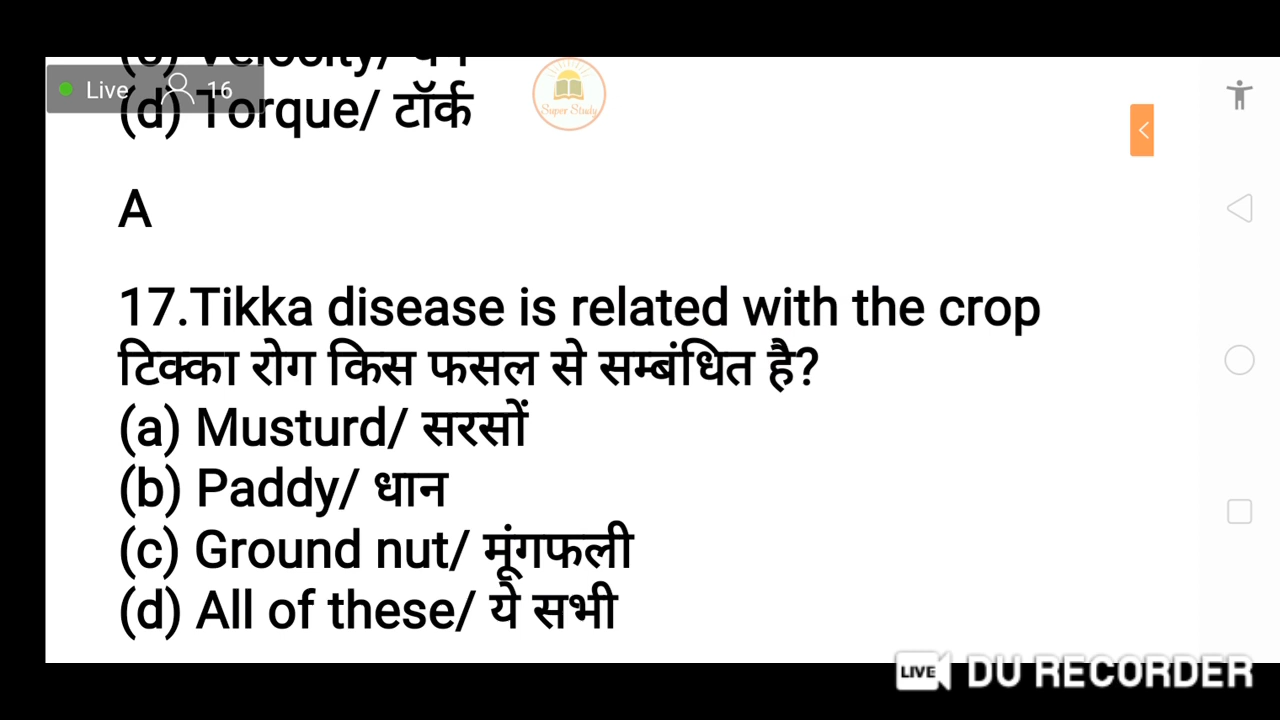 (c) Velocity/
Live 16
(d) Torque/ टॉर्क
Super Study
A
17.Tikka disease is related with the crop
टिक्का रोग किस फसल से सम्बंधित है?
(a) Musturd/ सरसों
(b) Paddy/ धान
(c) Ground nut/ मूंगफली
(d) All of these/ ये सभी
LIVE DU RECORDER